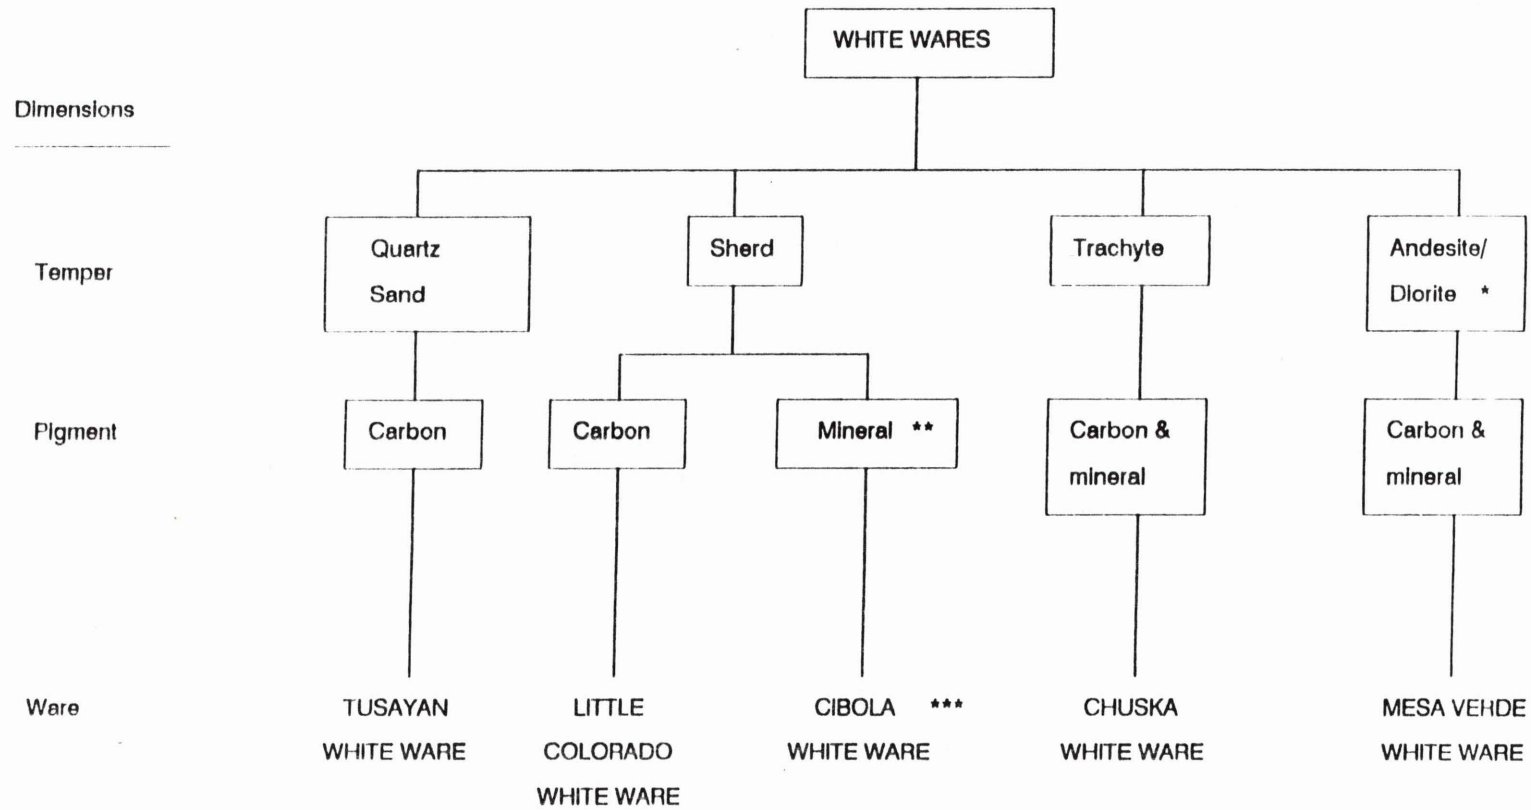 WHITE WARES
Dimensions
Temper
Quartz
Sand
Sherd
Trachyte
Andesite/
Diorite *
Pigment
Carbon
Carbon
Mineral **
Carbon &
mineral
Carbon &
mineral
Ware
TUSAYAN
WHITE WARE
LITTLE
COLORADO
WHITE WARE
CIBOLA ***
WHITE WARE
CHUSKA
WHITE WARE
MESA VERDE
WHITE WARE